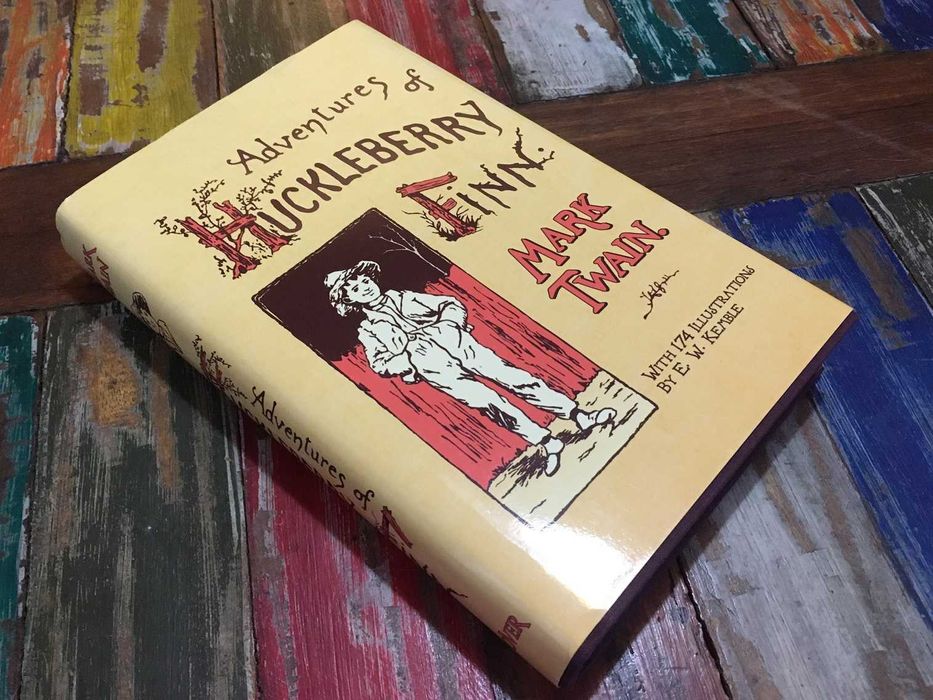 Adventures of
HUCKLEBERRY
FINN.
MARK
TWAIN.
WITH 174 ILLUSTRATIONS
BY E. W. KEMBLE
Adventures of